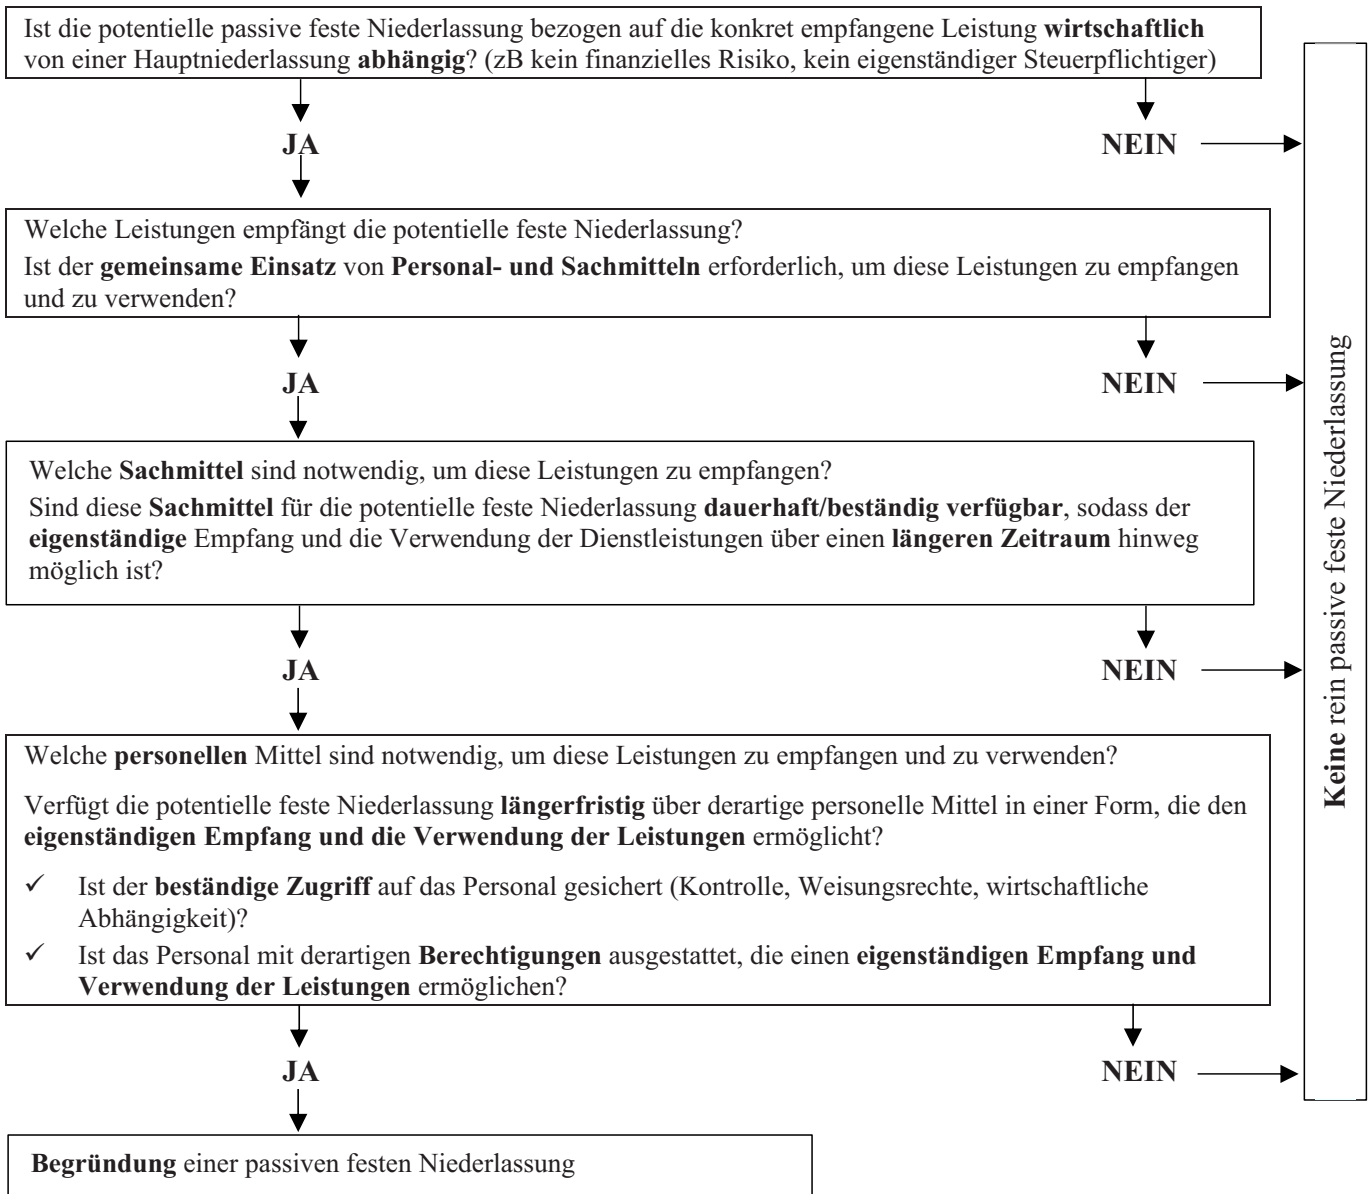 Ist die potentielle passive feste Niederlassung bezogen auf die konkret empfangene Leistung wirtschaftlich
von einer Hauptniederlassung abhängig? (zB kein finanzielles Risiko, kein eigenständiger Steuerpflichtiger)
JA
NEIN
Welche Leistungen empfängt die potentielle feste Niederlassung?
Ist der gemeinsame Einsatz von Personal- und Sachmitteln erforderlich, um diese Leistungen zu empfangen
und zu verwenden?
JA
NEIN
Welche Sachmittel sind notwendig, um diese Leistungen zu empfangen?
Sind diese Sachmittel für die potentielle feste Niederlassung dauerhaft/beständig verfügbar, sodass der
eigenständige Empfang und die Verwendung der Dienstleistungen über einen längeren Zeitraum hinweg
möglich ist?
JA
NEIN
Welche personellen Mittel sind notwendig, um diese Leistungen zu empfangen und zu verwenden?
Verfügt die potentielle feste Niederlassung längerfristig über derartige personelle Mittel in einer Form, die den
eigenständigen Empfang und die Verwendung der Leistungen ermöglicht?
✓ Ist der beständige Zugriff auf das Personal gesichert (Kontrolle, Weisungsrechte, wirtschaftliche
Abhängigkeit)?
✓ Ist das Personal mit derartigen Berechtigungen ausgestattet, die einen eigenständigen Empfang und
Verwendung der Leistungen ermöglichen?
JA
NEIN
Begründung einer passiven festen Niederlassung
Keine rein passive feste Niederlassung